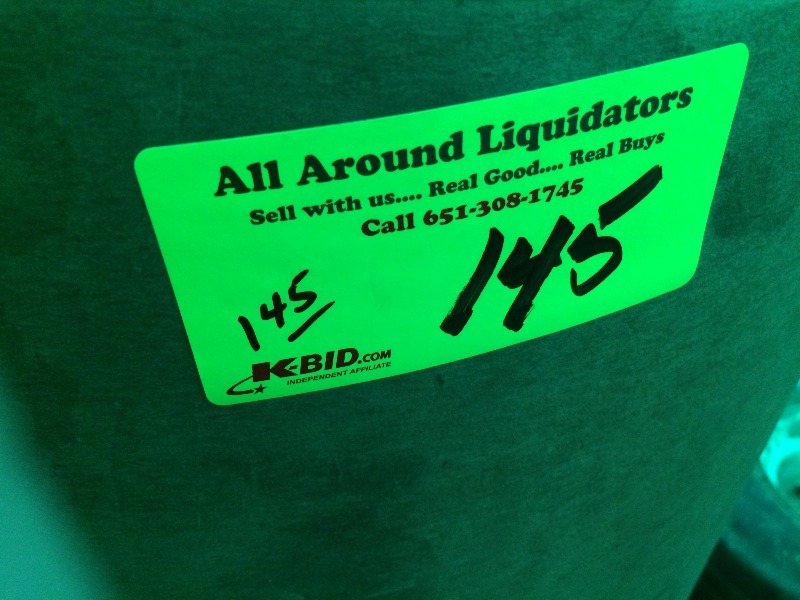 All Around Liquidators
Sell with us.... Real Good.... Real Buys
Call 651-308-1745
145
145
K-BID.COM
INDEPENDENT AFFILIATE